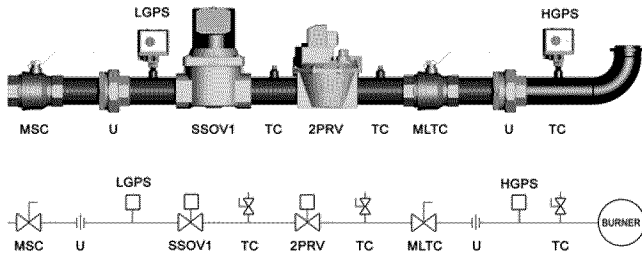 LGPS HGPS
MSC U SSOV1 TC 2PRV TC MLTC U TC
LGPS HGPS
BURNER
MSC U SSOV1 TC 2PRV TC MLTC U TC